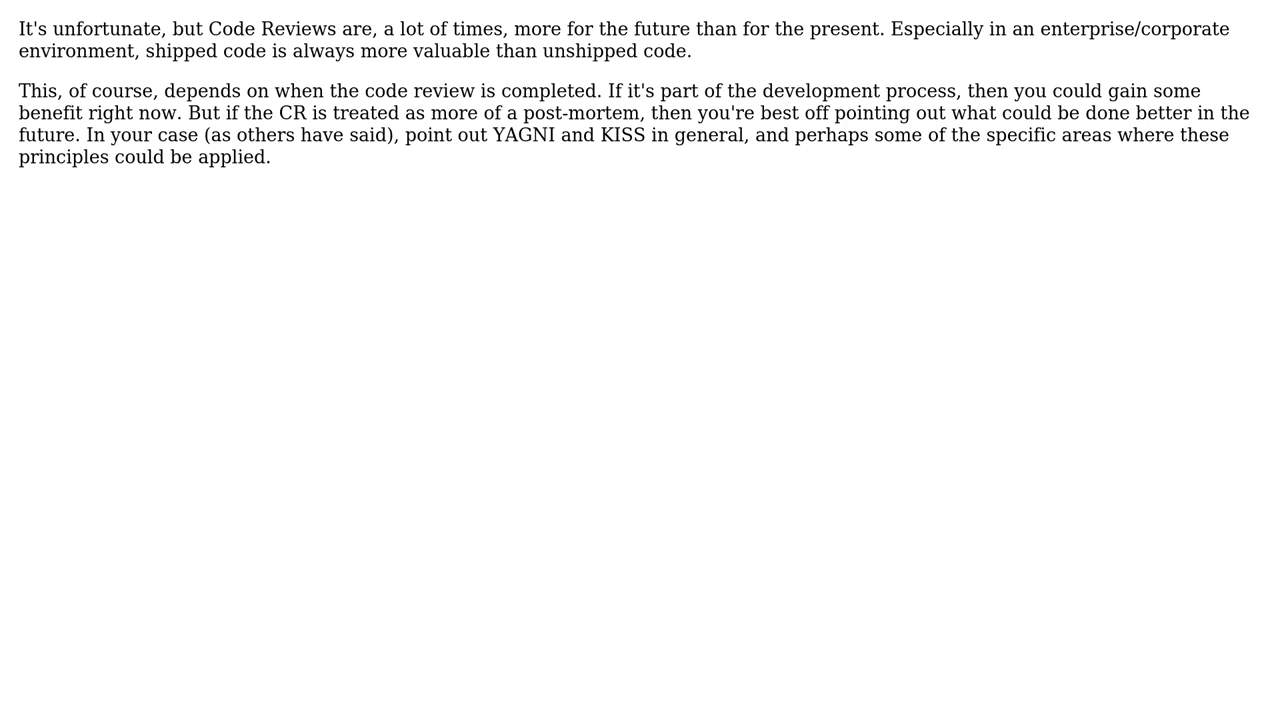 It's unfortunate, but Code Reviews are, a lot of times, more for the future than for the present. Especially in an enterprise/corporate
environment, shipped code is always more valuable than unshipped code.
This, of course, depends on when the code review is completed. If it's part of the development process, then you could gain some
benefit right now. But if the CR is treated as more of a post-mortem, then you're best off pointing out what could be done better in the
future. In your case (as others have said), point out YAGNI and KISS in general, and perhaps some of the specific areas where these
principles could be applied.